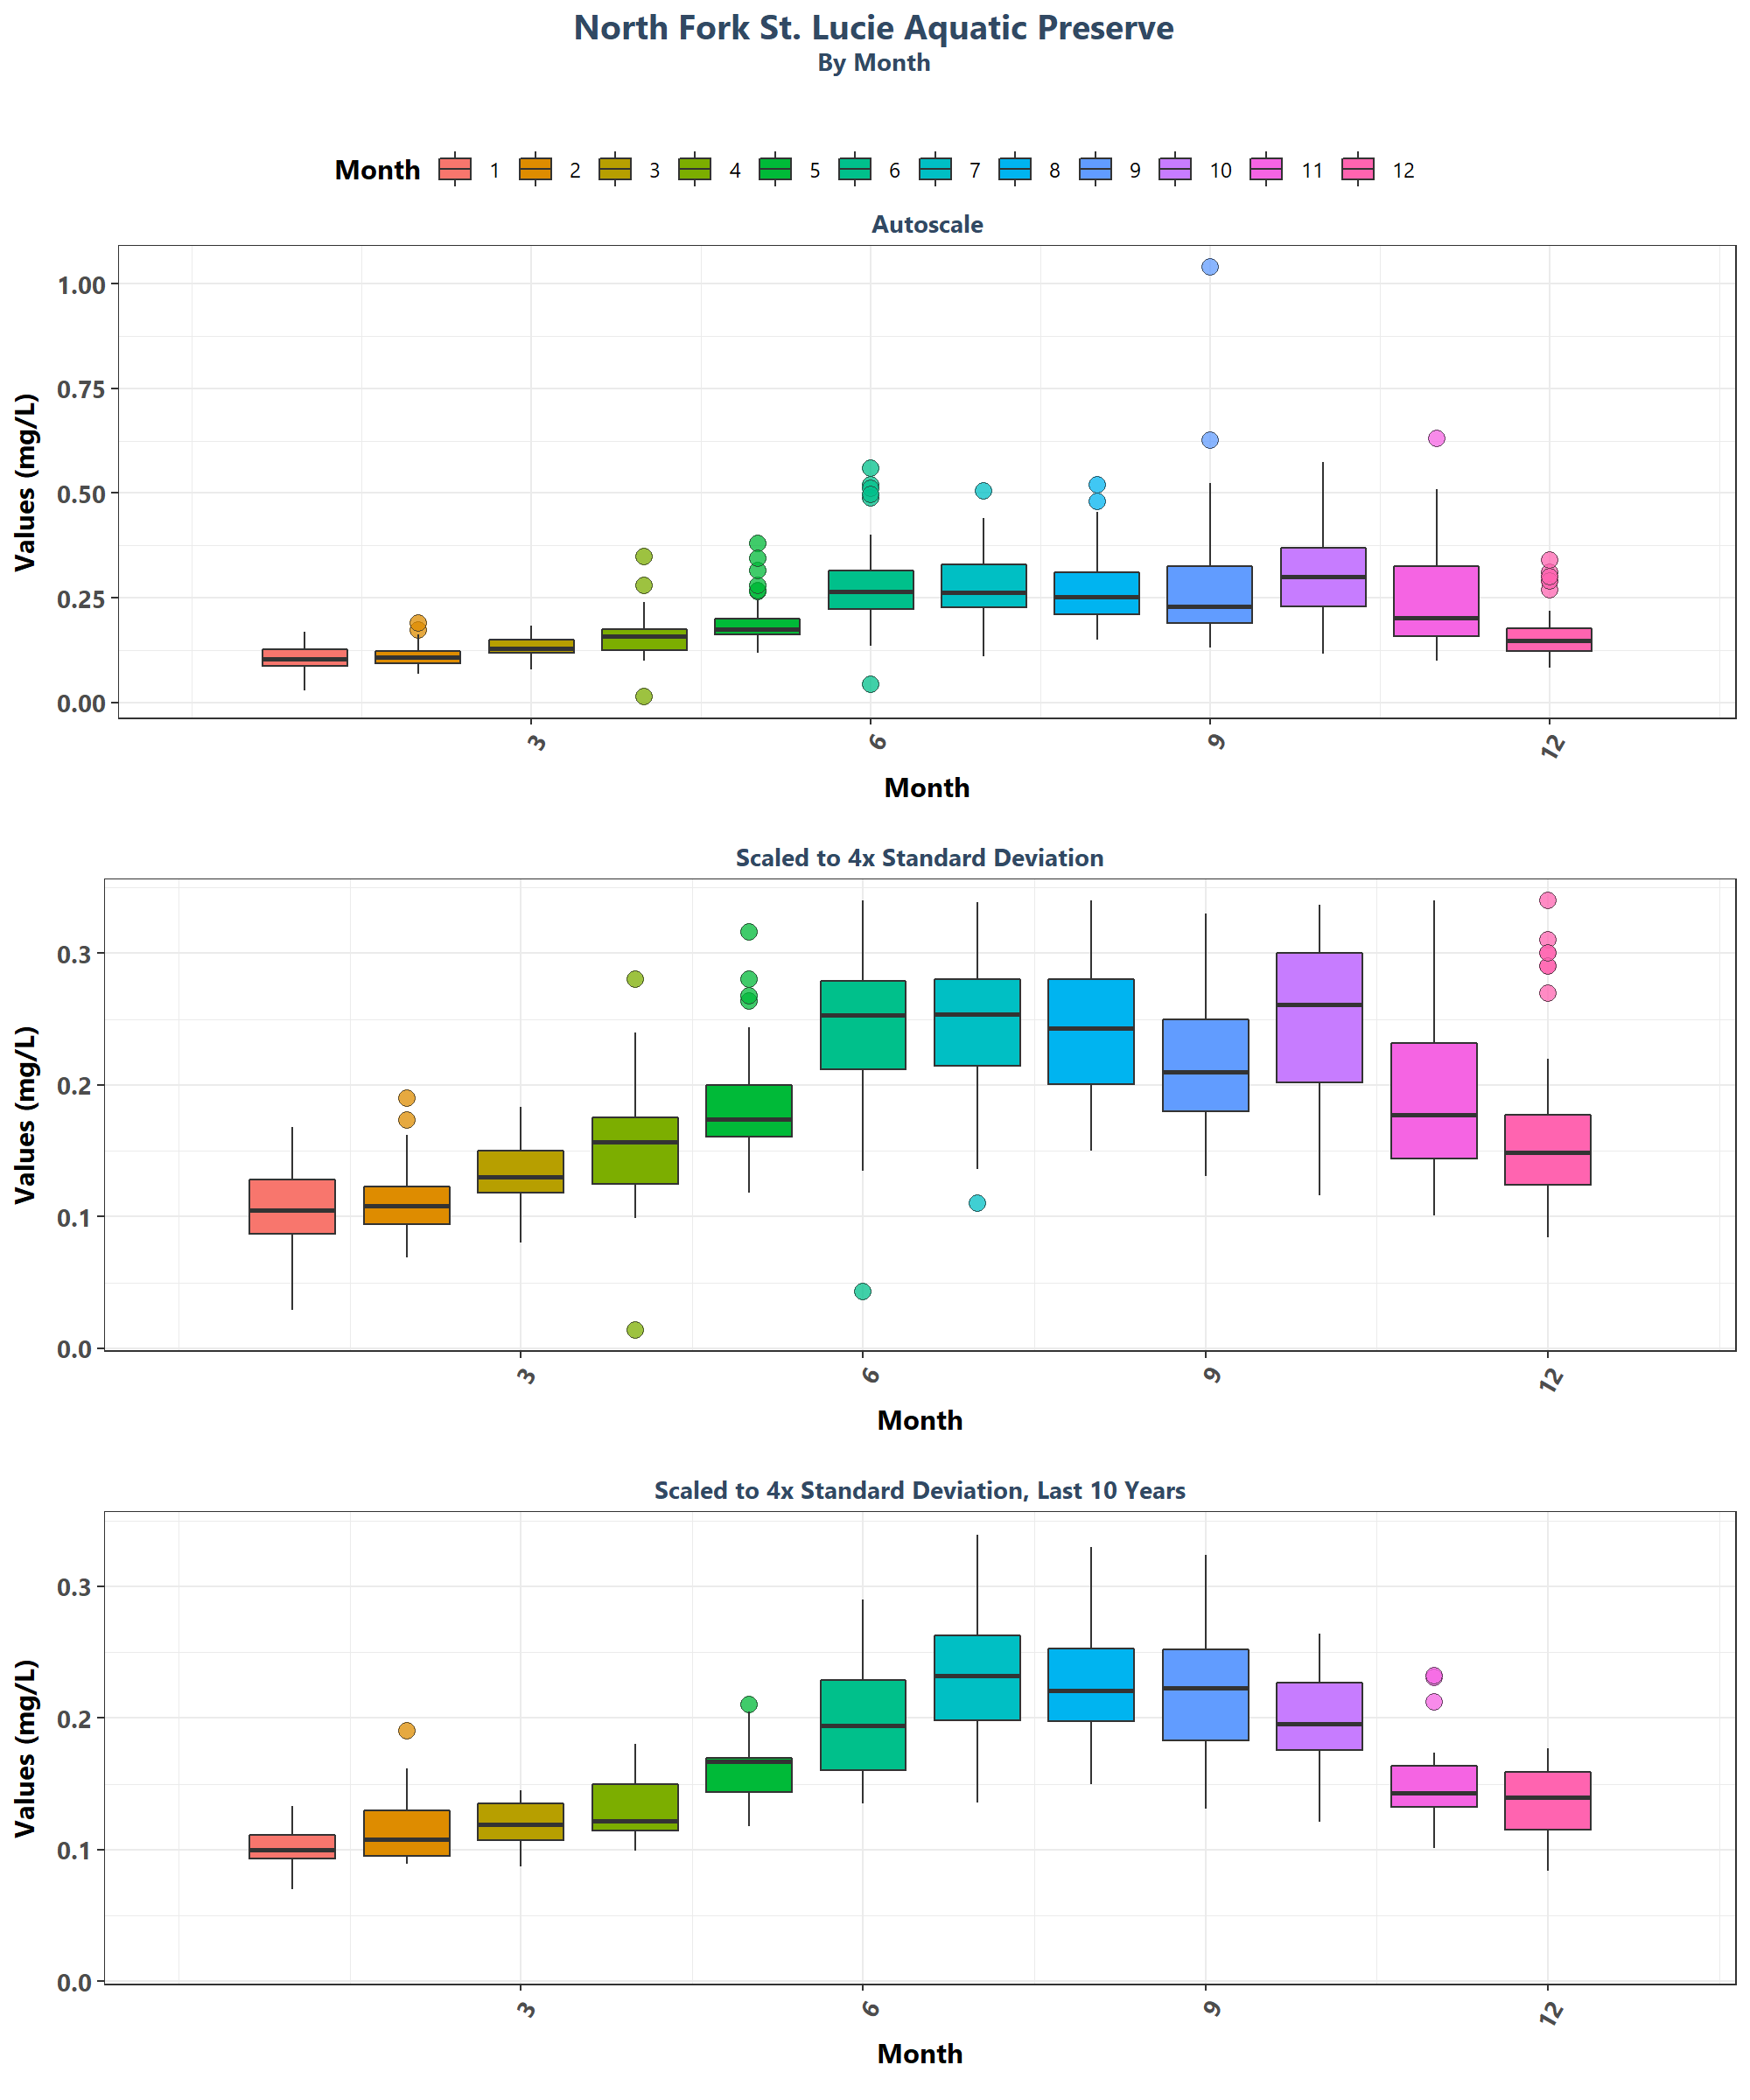 North Fork St. Lucie Aquatic Preserve
By Month
Month 1 2 3 4 5 6 7 8 9 10 11 12
Autoscale
Values (mg/L)
1.00
0.75
0.50
0.25
0.00
3 6 9 12
Month
Scaled to 4x Standard Deviation
Values (mg/L)
0.3
0.2
0.1
0.0
3 6 9 12
Month
Scaled to 4x Standard Deviation, Last 10 Years
Values (mg/L)
0.3
0.2
0.1
0.0
3 6 9 12
Month